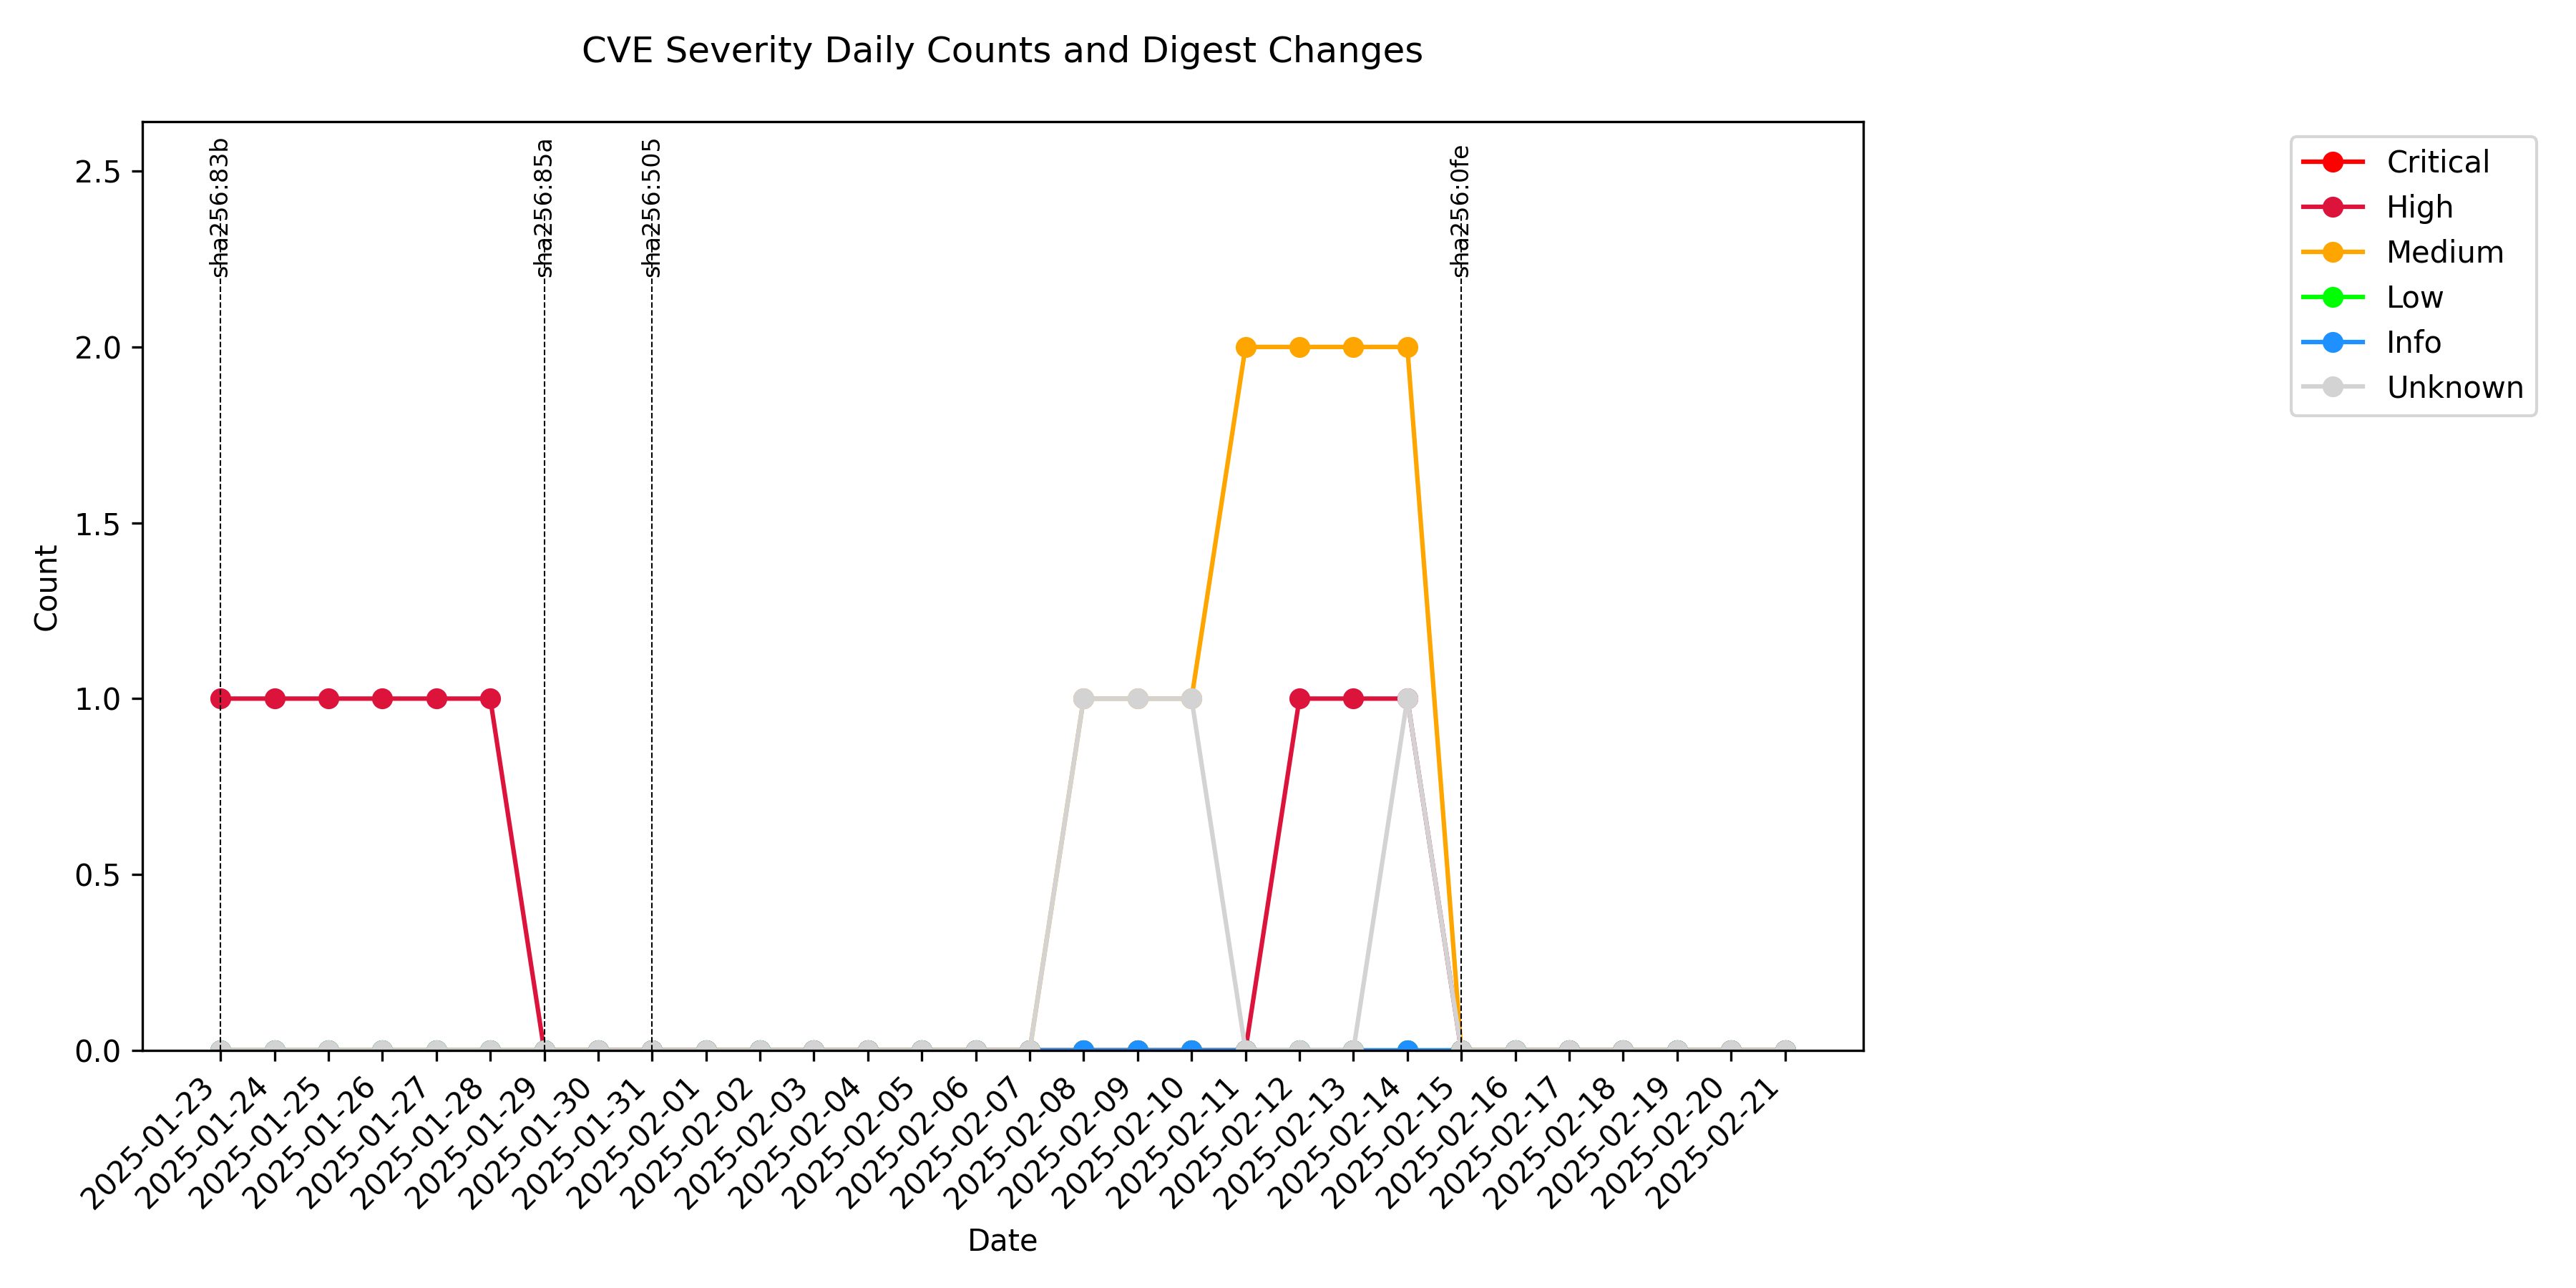 CVE Severity Daily Counts and Digest Changes
sha256:83b
sha256:85a
sha256:505
sha256:0fe
Critical
High
Medium
Low
Info
Unknown
2.5
2.0
1.5
1.0
0.5
0.0
Count
2025-01-23
2025-01-24
2025-01-25
2025-01-26
2025-01-27
2025-01-28
2025-01-29
2025-01-30
2025-01-31
2025-02-01
2025-02-02
2025-02-03
2025-02-04
2025-02-05
2025-02-06
2025-02-07
2025-02-08
2025-02-09
2025-02-10
2025-02-11
2025-02-12
2025-02-13
2025-02-14
2025-02-15
2025-02-16
2025-02-17
2025-02-18
2025-02-19
2025-02-20
2025-02-21
Date